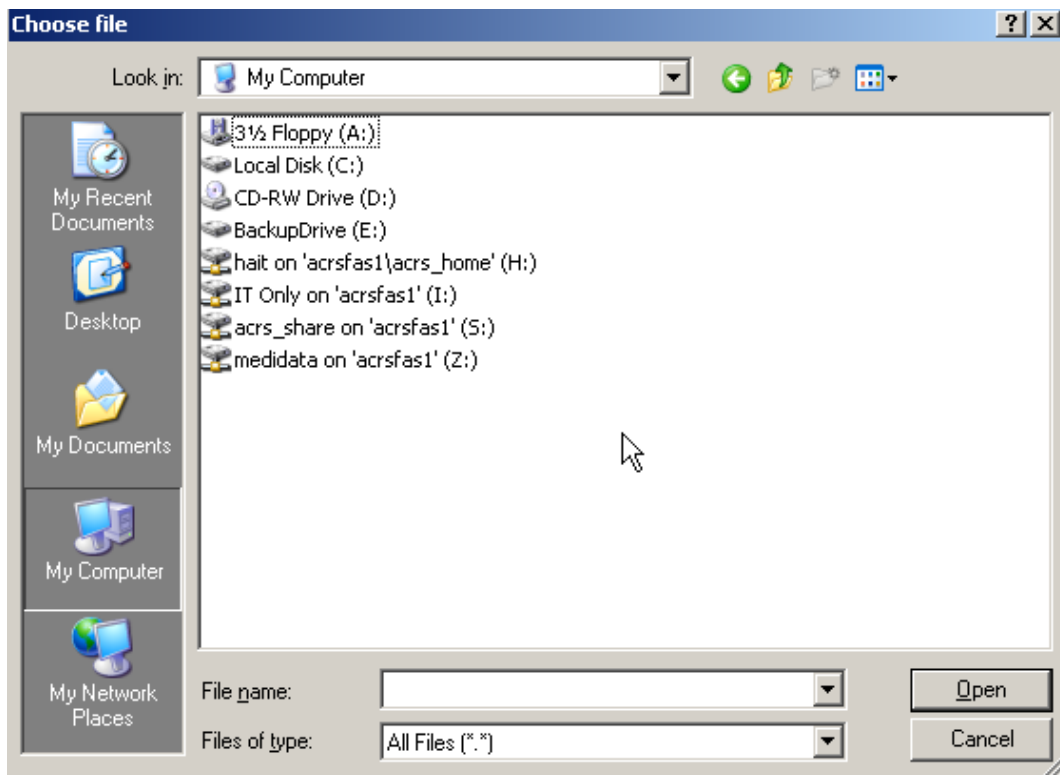 Choose file
Look in:
My Computer
My Recent
Documents
Desktop
My Documents
My Computer
My Network
Places
3½ Floppy (A:)
Local Disk (C:)
CD-RW Drive (D:)
BackupDrive (E:)
hait on 'acrsfas1\acrs_home' (H:)
IT Only on 'acrsfas1' (I:)
acrs_share on 'acrsfas1' (S:)
medidata on 'acrsfas1' (Z:)
File name:
Open
Files of type:
All Files (*.*)
Cancel